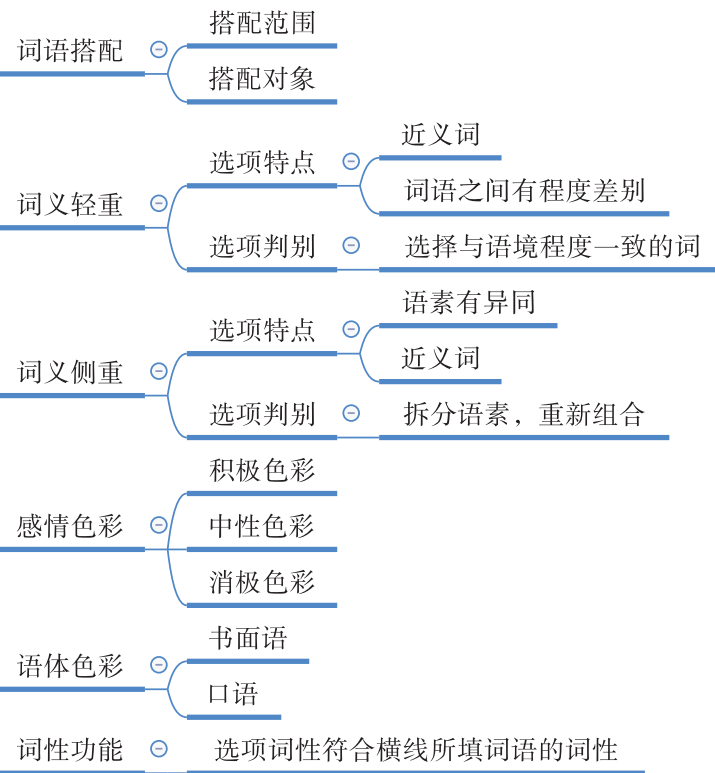 词语搭配
搭配范围
搭配对象
词义轻重
选项特点
近义词
词语之间有程度差别
选项判别
选择与语境程度一致的词
词义侧重
选项特点
语素有异同
近义词
选项判别
拆分语素，重新组合
感情色彩
积极色彩
中性色彩
消极色彩
语体色彩
书面语
口语
词性功能
选项词性符合横线所填词语的词性